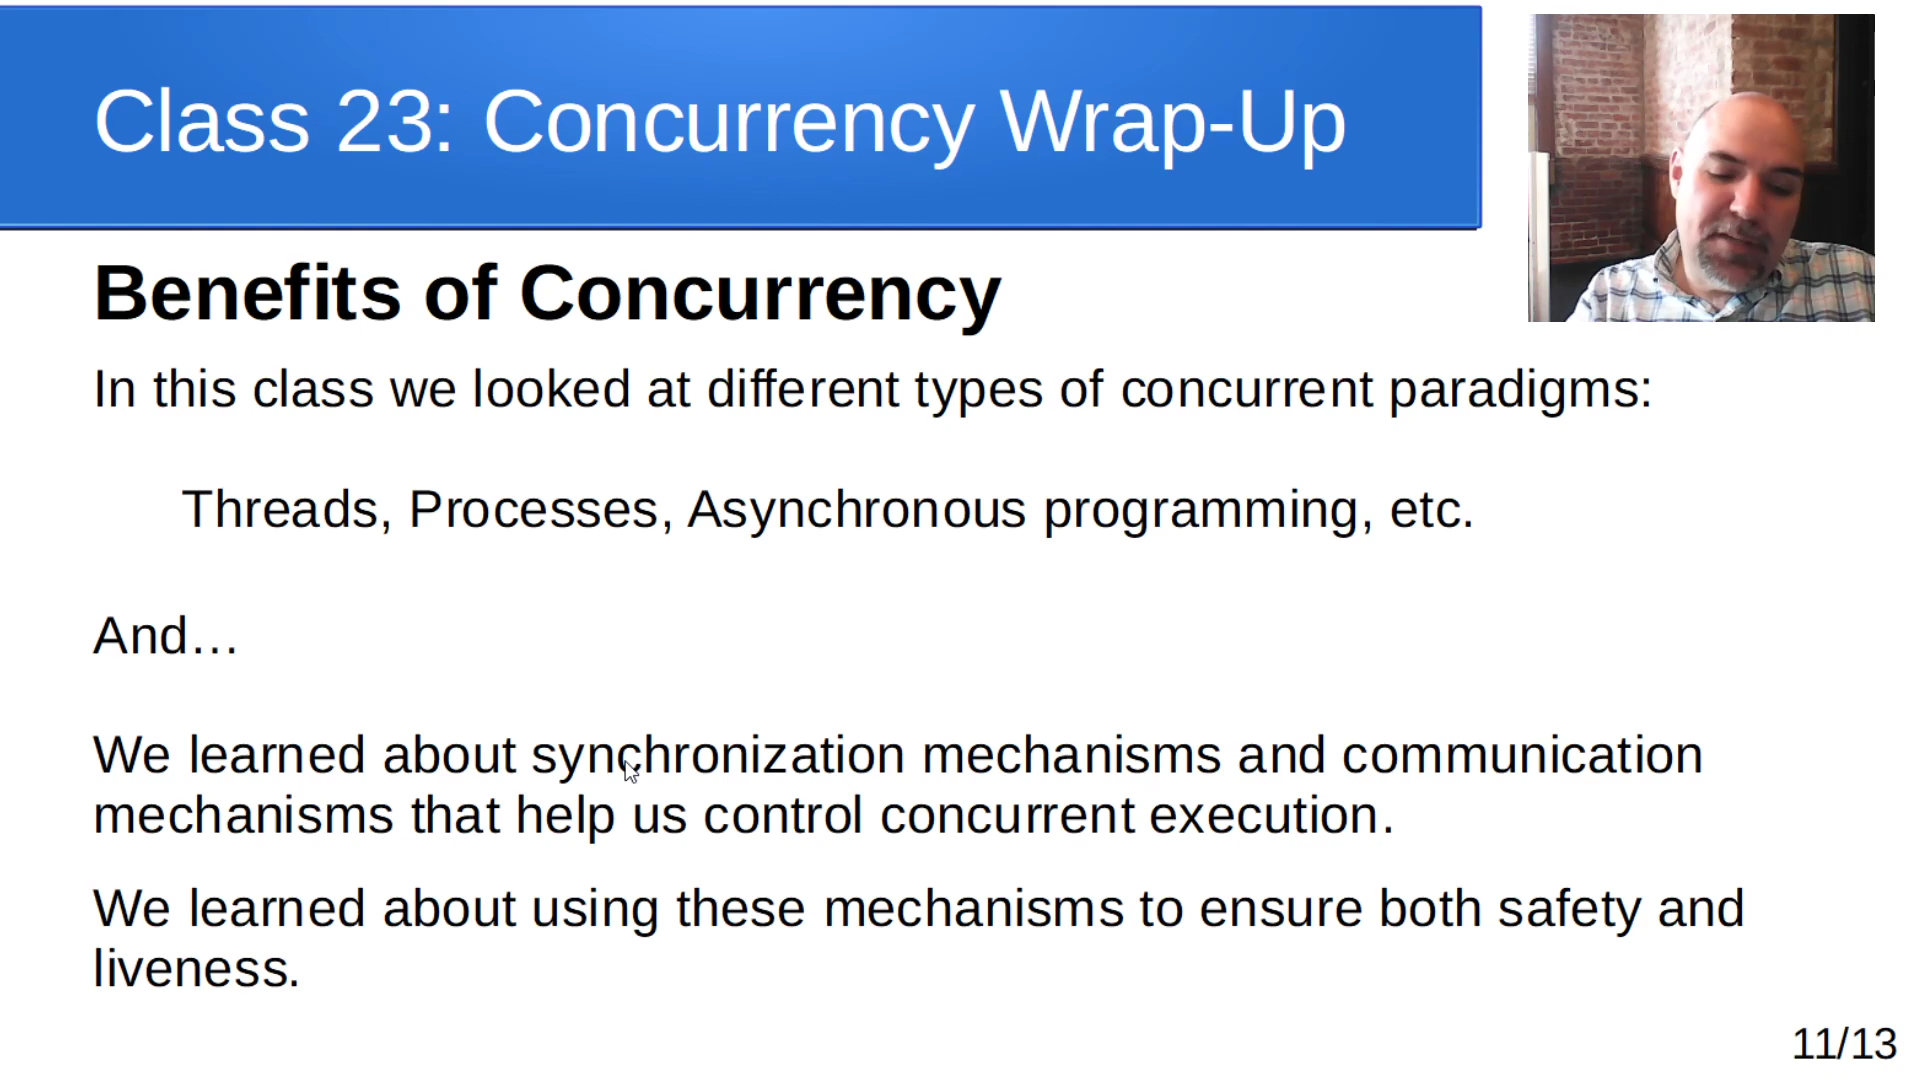 Class 23: Concurrency Wrap-Up
Benefits of Concurrency
In this class we looked at different types of concurrent paradigms:
Threads, Processes, Asynchronous programming, etc.
And…
We learned about synchronization mechanisms and communication
mechanisms that help us control concurrent execution.
We learned about using these mechanisms to ensure both safety and
liveness.
11/13